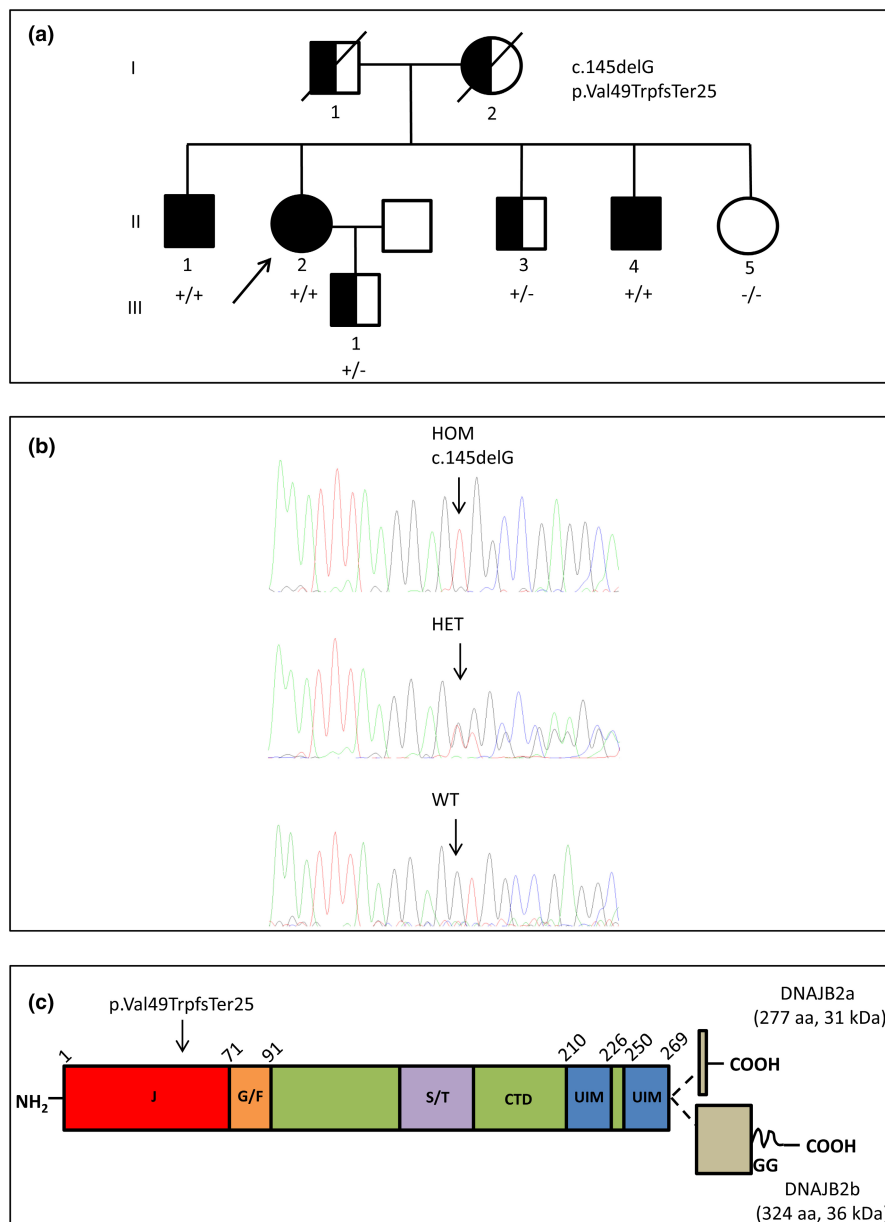 (a)
I
c.145delG
p.Val49TrpfsTer25
1
2
II
1
2
3
4
5
+/+
+/+
+/-
+/+
-/-
III
1
+/-
(b)
HOM
c.145delG
HET
WT
(c)
p.Val49TrpfsTer25
DNAJB2a
(277 aa, 31 kDa)
1
71
91
210
226
250
269
NH₂
J
G/F
S/T
CTD
UIM
UIM
COOH
COOH
GG
DNAJB2b
(324 aa, 36 kDa)